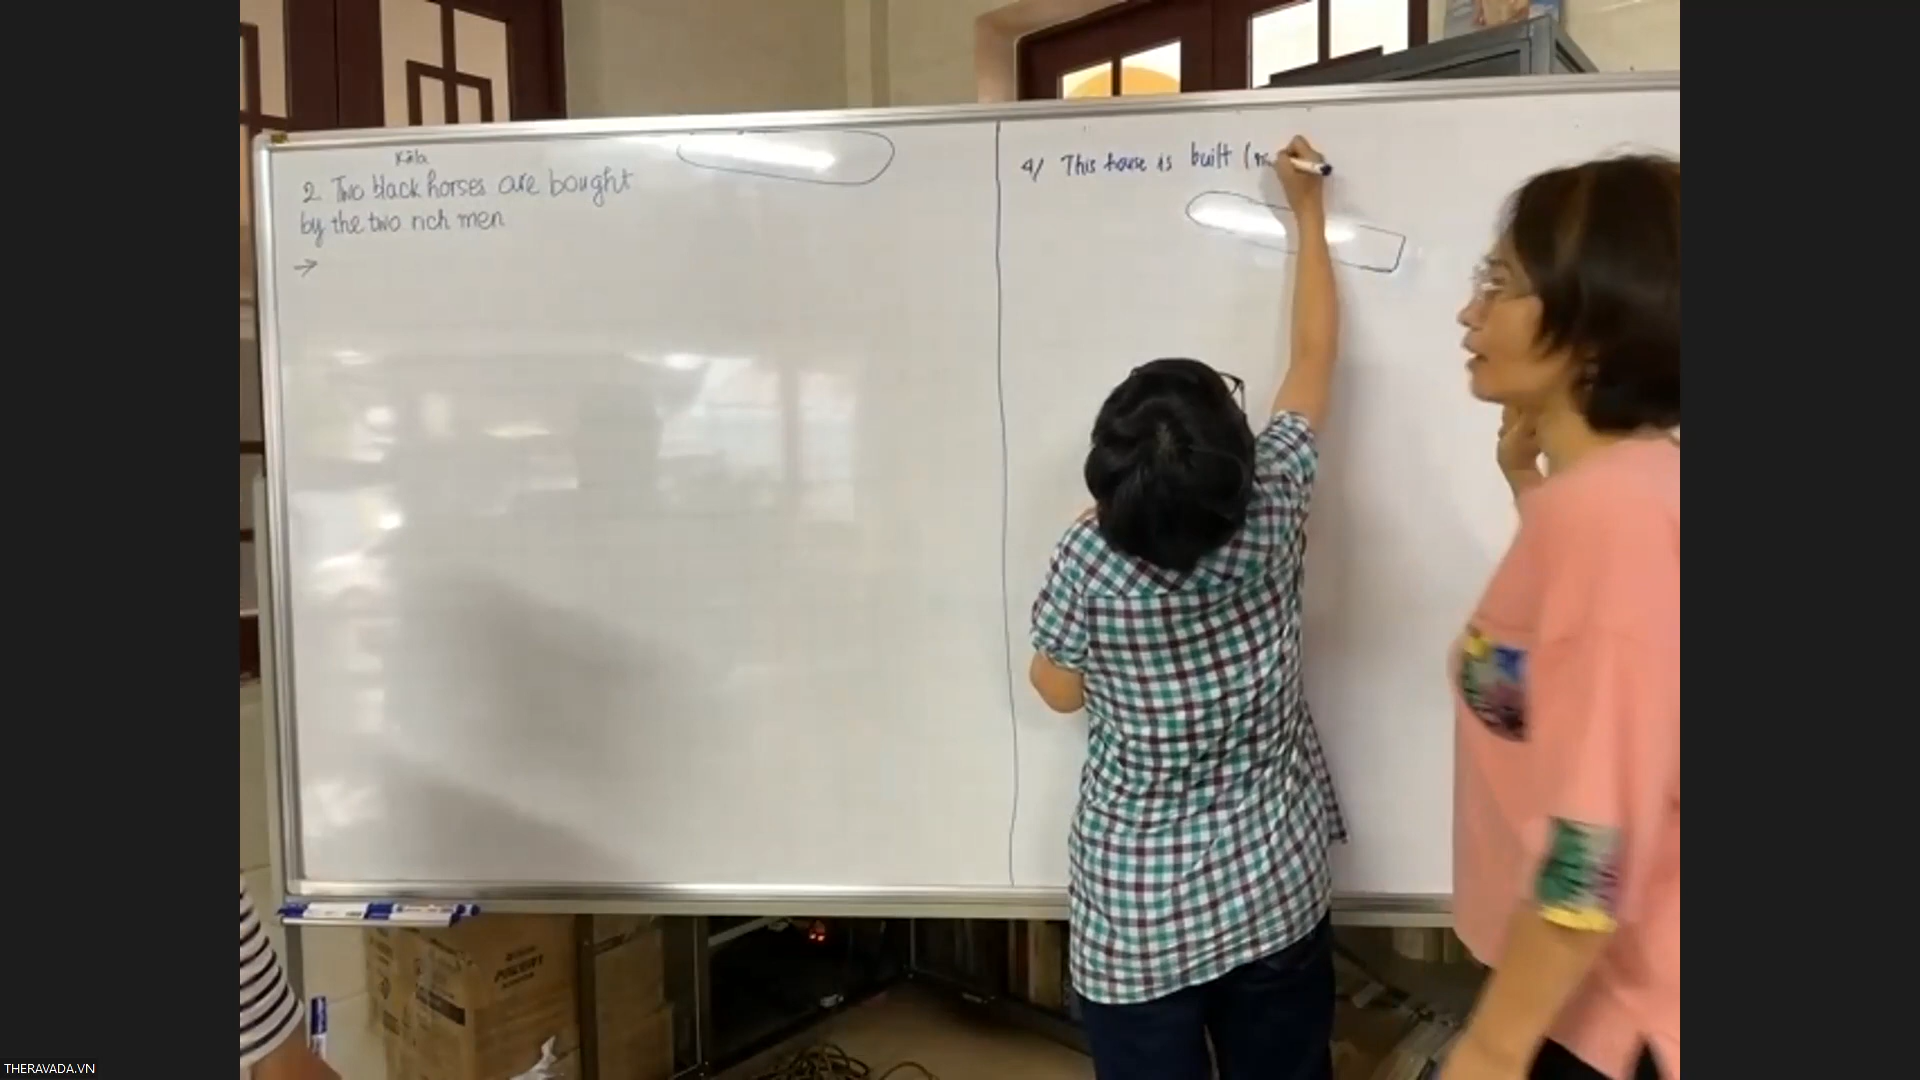 Kāla
2. Two black horses are bought
by the two rich men
→
4/ This house is built (
THERAVADA.VN